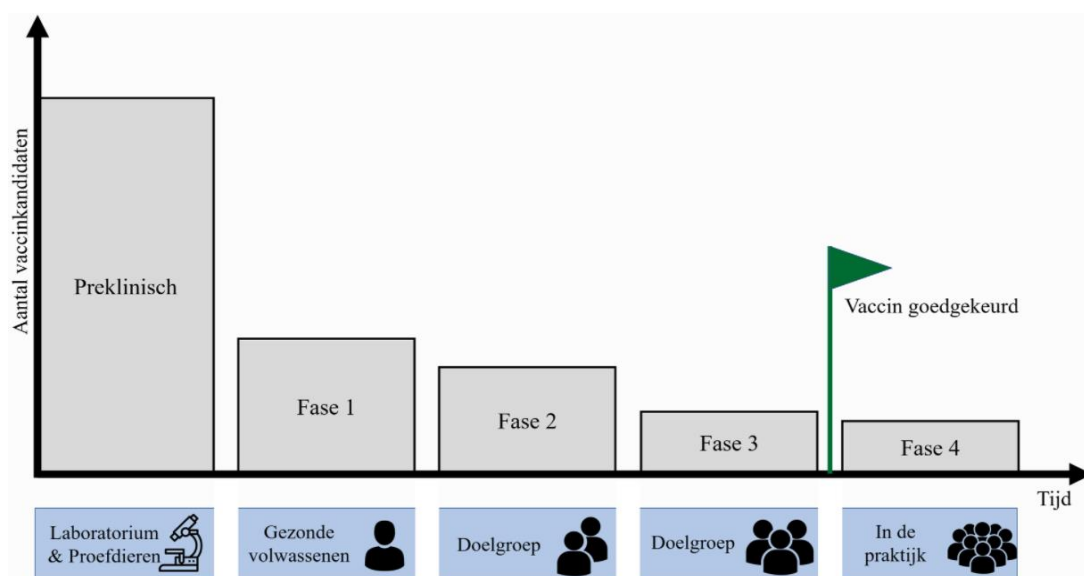 Aantal vaccinkandidaten
Preklinisch
Fase 1
Fase 2
Fase 3
Fase 4
Vaccin goedgekeurd
Tijd
Laboratorium
& Proefdieren
Gezonde
volwassenen
Doelgroep
Doelgroep
In de
praktijk